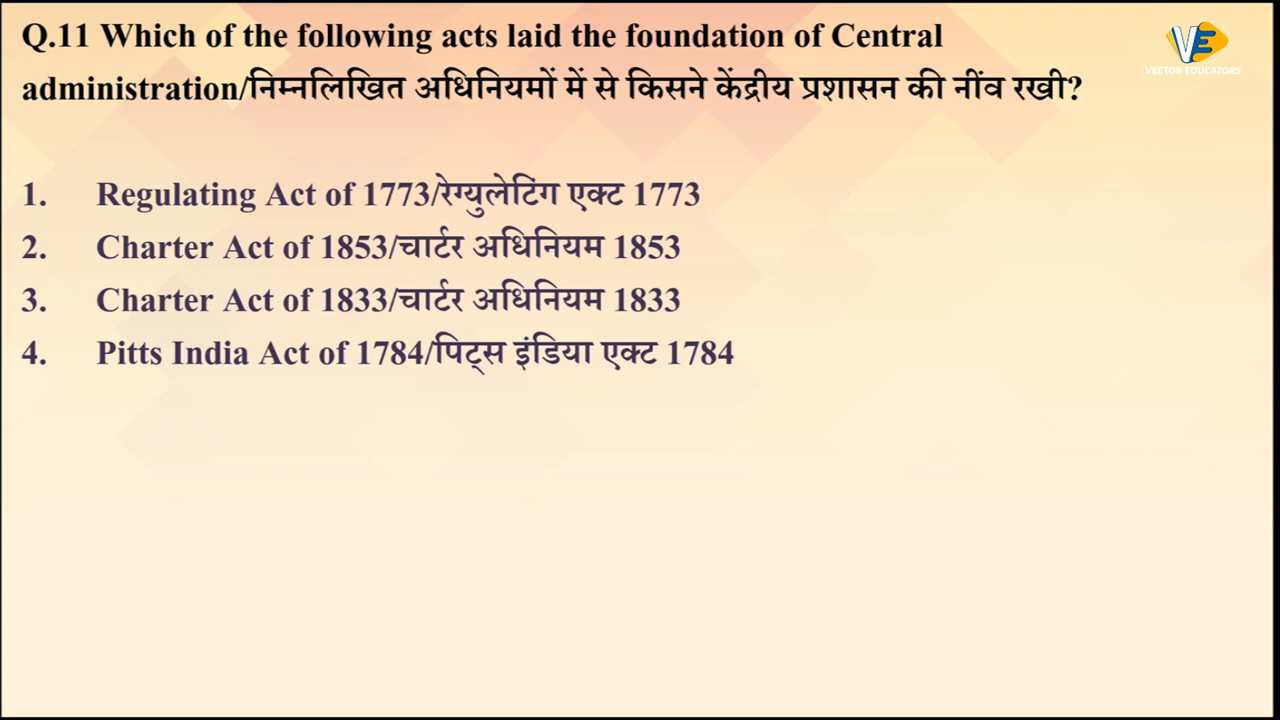 Q.11 Which of the following acts laid the foundation of Central
administration/निम्नलिखित अधिनियमों में से किसने केंद्रीय प्रशासन की नींव रखी?
VE
VECTOR EDUCATORS
1. Regulating Act of 1773/रेग्युलेटिंग एक्ट 1773
2. Charter Act of 1853/चार्टर अधिनियम 1853
3. Charter Act of 1833/चार्टर अधिनियम 1833
4. Pitts India Act of 1784/पिट्स इंडिया एक्ट 1784